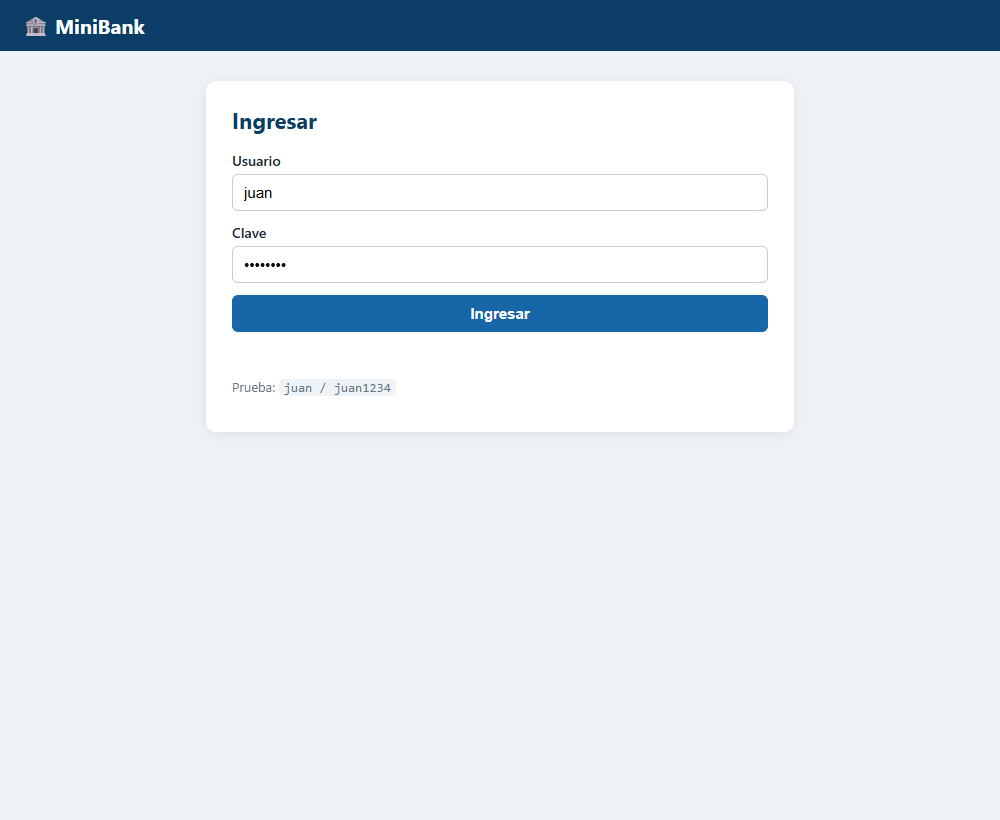 MiniBank
Ingresar
Usuario
juan
Clave
••••••••
Ingresar
Prueba: juan / juan1234